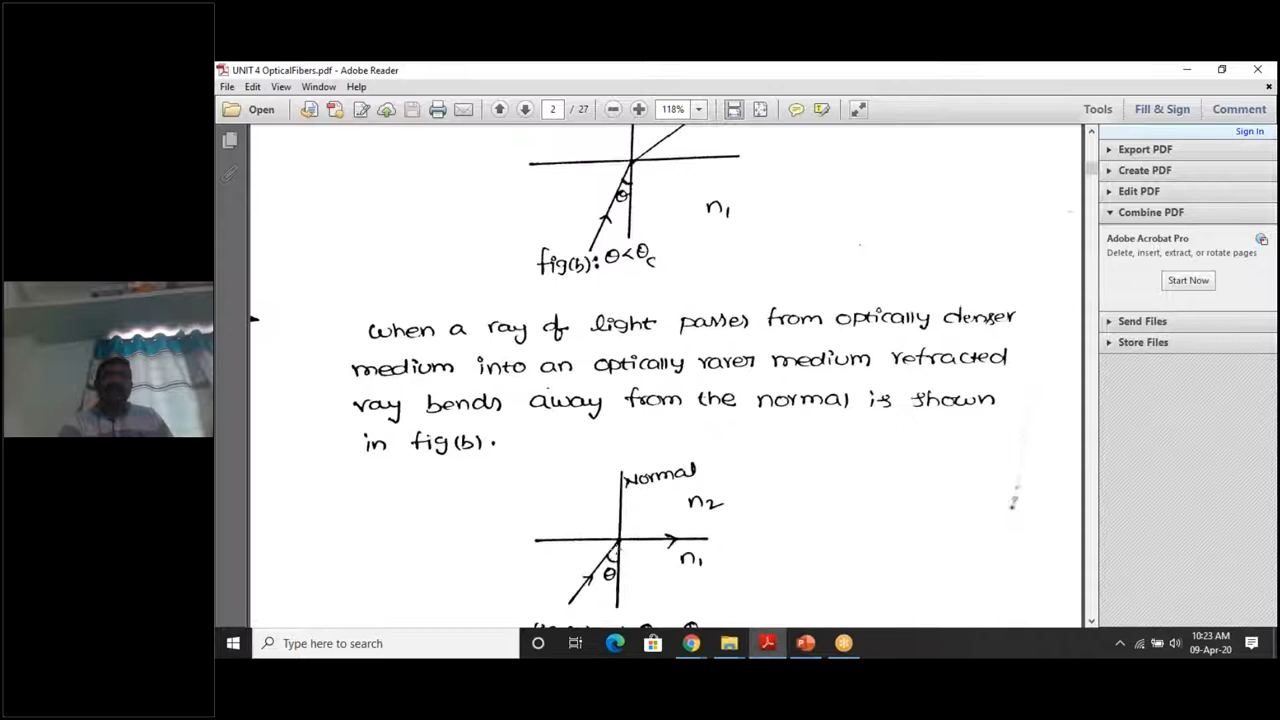 UNIT 4 OpticalFibers.pdf - Adobe Reader
File Edit View Window Help
Open 2 / 27 118% Tools Fill & Sign Comment
Sign In
Export PDF
Create PDF
Edit PDF
Combine PDF
Adobe Acrobat Pro
Delete, insert, extract, or rotate pages
Start Now
Send Files
Store Files
θ
n₁
fig(b): θ<θc
When a ray of light passes from optically denser
medium into an optically rarer medium refracted
ray bends away from the normal is shown
in fig(b).
Normal
n₂
n₁
θ
Type here to search
10:23 AM
09-Apr-20